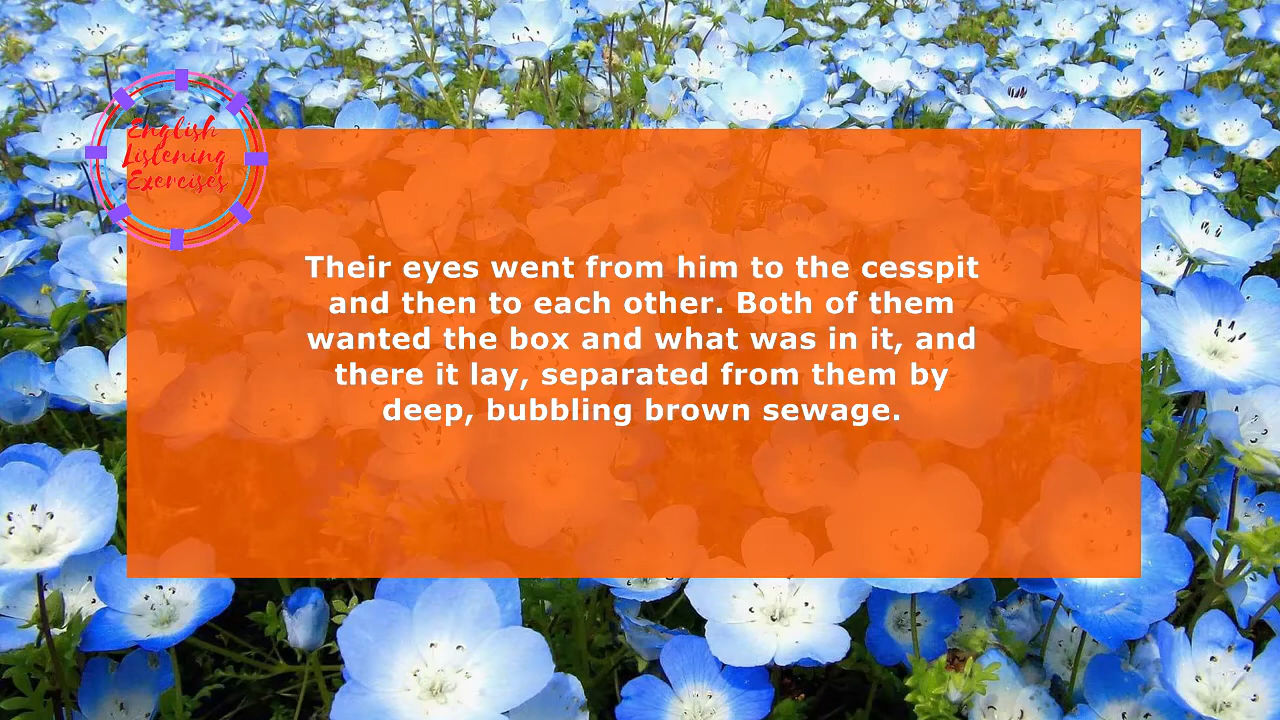 English
Listening
Exercises
Their eyes went from him to the cesspit
and then to each other. Both of them
wanted the box and what was in it, and
there it lay, separated from them by
deep, bubbling brown sewage.